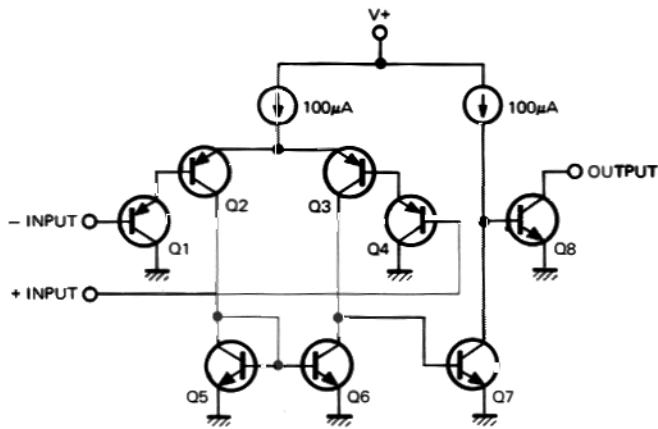 V+
100μA
100μA
OUTPUT
Q2
Q3
− INPUT
Q1
Q4
Q8
+ INPUT
Q5
Q6
Q7